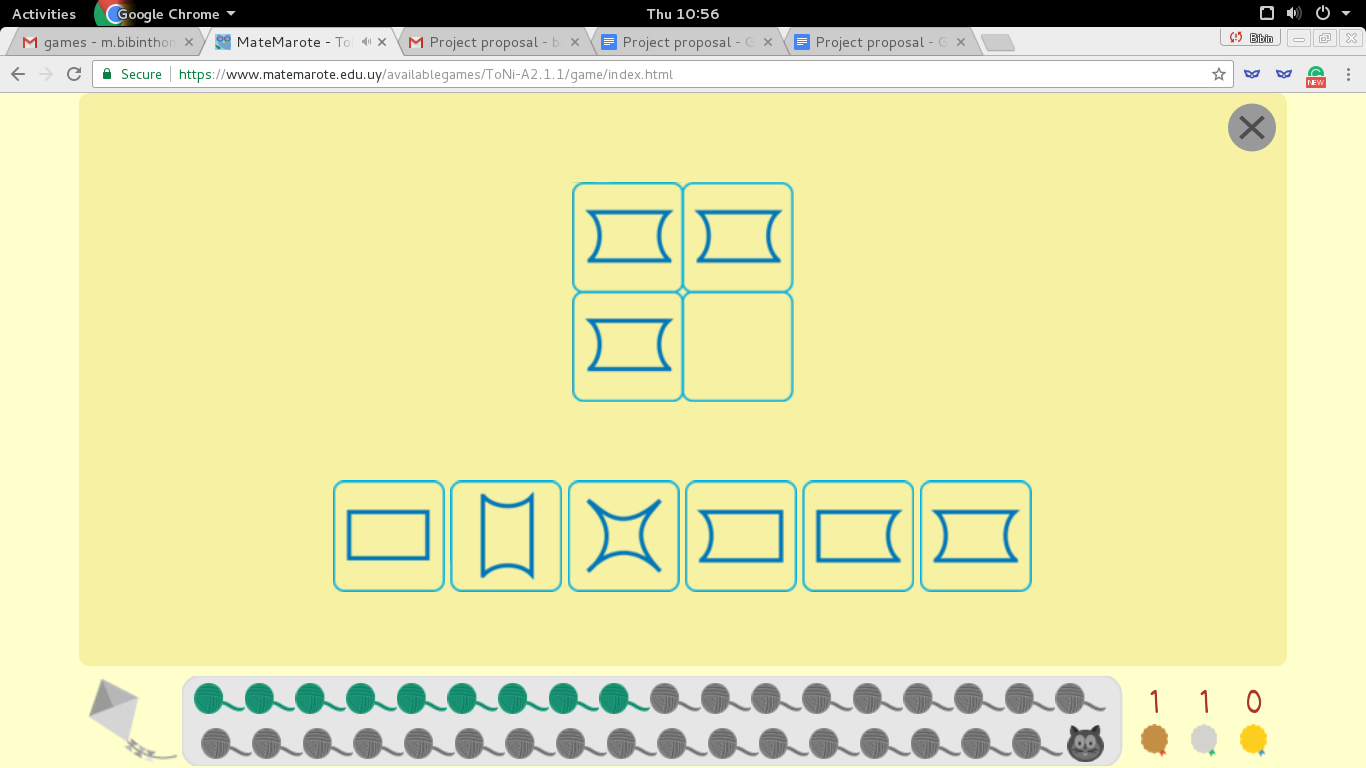 Activities Google Chrome Thu 10:56
games - m.bibinthon MateMarote - To Project proposal - b Project proposal - G Project proposal - G Bibin
Secure https://www.matemarote.edu.uy/availablegames/ToNi-A2.1.1/game/index.html NEW
1 1 0